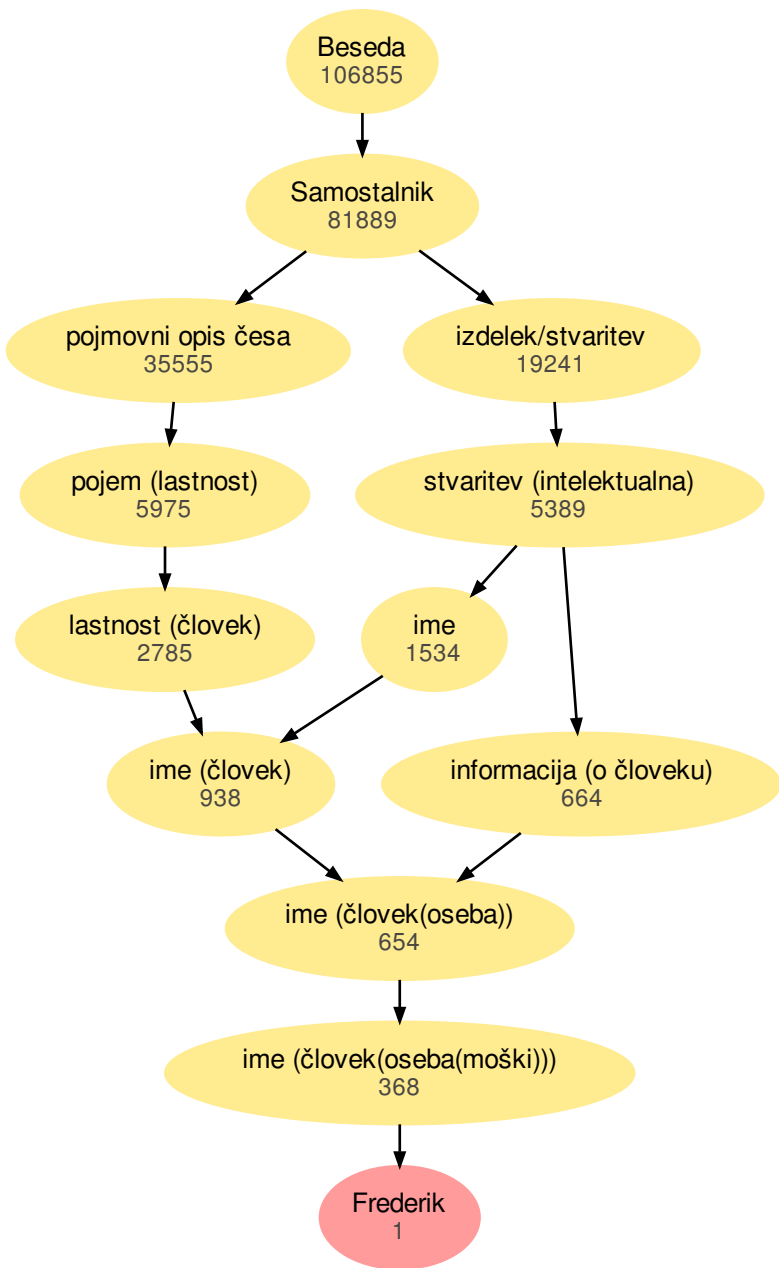 Beseda
106855
Samostalnik
81889
pojmovni opis česa
35555
izdelek/stvaritev
19241
pojem (lastnost)
5975
stvaritev (intelektualna)
5389
lastnost (človek)
2785
ime
1534
ime (človek)
938
informacija (o človeku)
664
ime (človek(oseba))
654
ime (človek(oseba(moški)))
368
Frederik
1